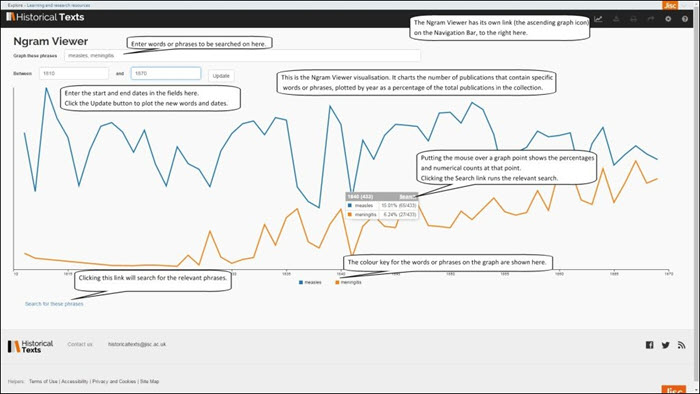 Explore - Learning and research resources
Jisc
Historical Texts
The Ngram Viewer has its own link (the ascending graph icon)
on the Navigation Bar, to the right here.
Ngram Viewer
Enter words or phrases to be searched on here.
Graph these phrases
measles, meningitis
Between
1810
and
1870
Update
This is the Ngram Viewer visualisation. It charts the number of publications that contain specific
words or phrases, plotted by year as a percentage of the total publications in the collection.
Enter the start and end dates in the fields here.
Click the Update button to plot the new words and dates.
Putting the mouse over a graph point shows the percentages
and numerical counts at that point.
Clicking the Search link runs the relevant search.
1840 (433) Search
measles 15.01% (65/433)
meningitis 6.24% (27/433)
The colour key for the words or phrases on the graph are shown here.
Clicking this link will search for the relevant phrases.
10 1815 1835 1840 1845 1850 1855 1860 1865 1870
measles meningitis
Search for these phrases
Historical
Texts
Contact us
historicaltexts@jisc.ac.uk
Helpers: Terms of Use | Accessibility | Privacy and Cookies | Site Map
Jisc